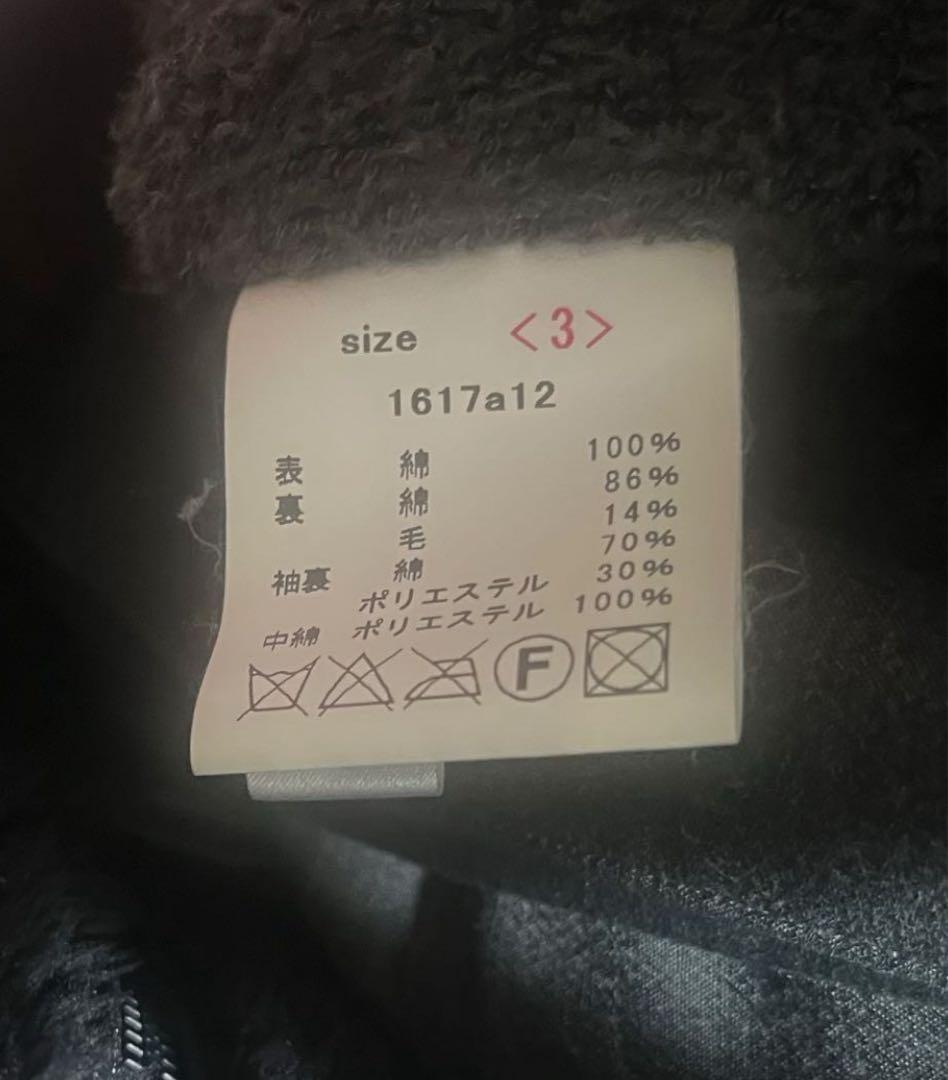 size <3>
1617a12
表 綿 100%
裏 綿 86%
毛 14%
袖裏 綿 70%
ポリエステル 30%
中綿 ポリエステル 100%
F